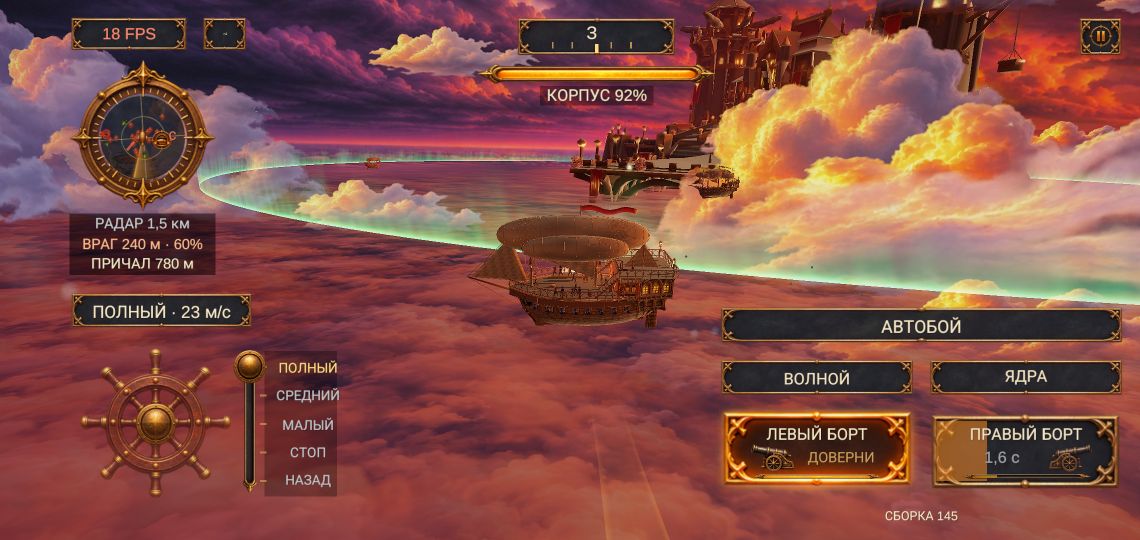 18 FPS
З
КОРПУС 92%
РАДАР 1,5 км
ВРАГ 240 м · 60%
ПРИЧАЛ 780 м
ПОЛНЫЙ · 23 м/с
ПОЛНЫЙ
СРЕДНИЙ
МАЛЫЙ
СТОП
НАЗАД
АВТОБОЙ
ВОЛНОЙ
ЯДРА
ЛЕВЫЙ БОРТ
ДОВЕРНИ
ПРАВЫЙ БОРТ
1,6 с
СБОРКА 145